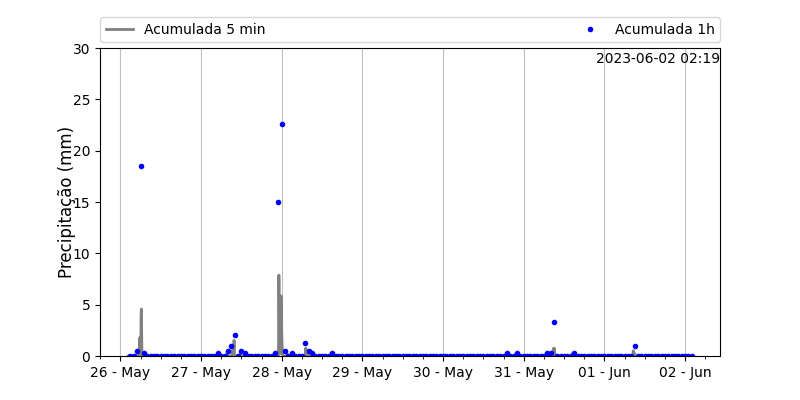 Acumulada 5 min
Acumulada 1h
2023-06-02 02:19
Precipitação (mm)
30
25
20
15
10
5
0
26 - May 27 - May 28 - May 29 - May 30 - May 31 - May 01 - Jun 02 - Jun